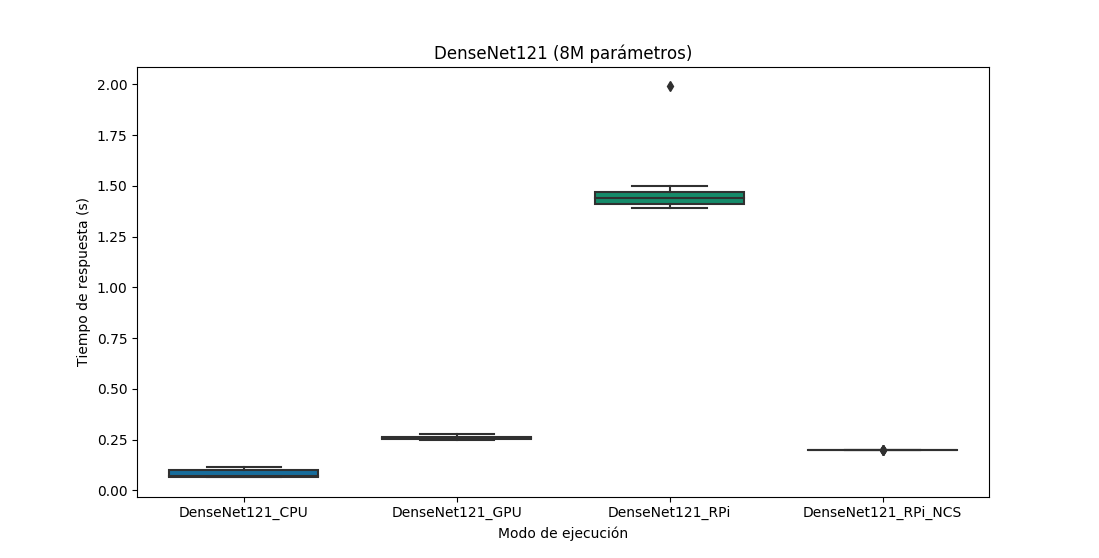 DenseNet121 (8M parámetros)
Tiempo de respuesta (s)
2.00
1.75
1.50
1.25
1.00
0.75
0.50
0.25
0.00
DenseNet121_CPU
DenseNet121_GPU
DenseNet121_RPi
DenseNet121_RPi_NCS
Modo de ejecución